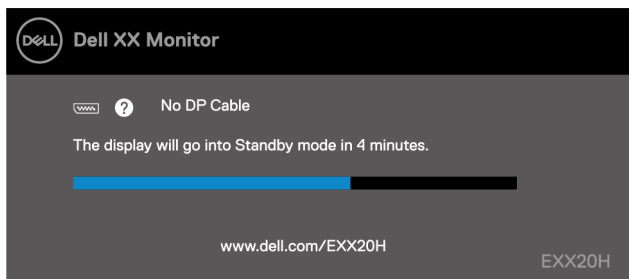 DELL Dell XX Monitor
? No DP Cable
The display will go into Standby mode in 4 minutes.
www.dell.com/EXX20H
EXX20H